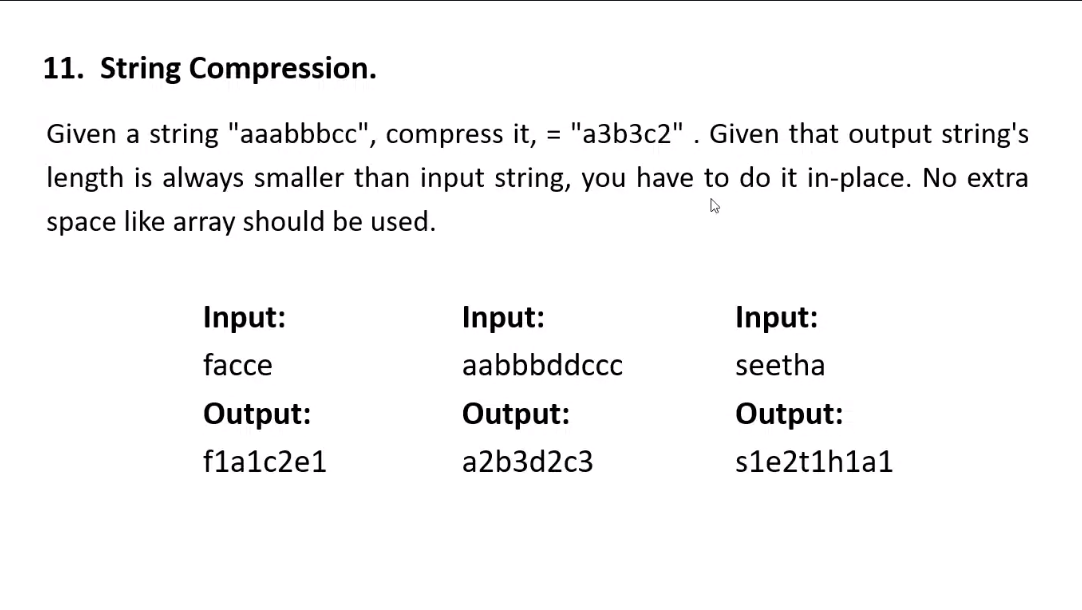 11. String Compression.
Given a string "aaabbbcc", compress it, = "a3b3c2" . Given that output string's
length is always smaller than input string, you have to do it in-place. No extra
space like array should be used.
Input: Input: Input:
facce aabbbddccc seetha
Output: Output: Output:
f1a1c2e1 a2b3d2c3 s1e2t1h1a1